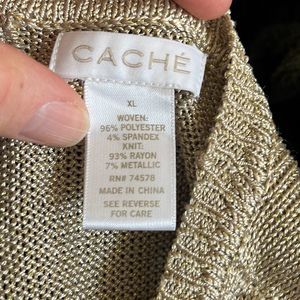 CACHÉ
XL
WOVEN:
96% POLYESTER
4% SPANDEX
KNIT:
93% RAYON
7% METALLIC
RN# 74578
MADE IN CHINA
SEE REVERSE
FOR CARE